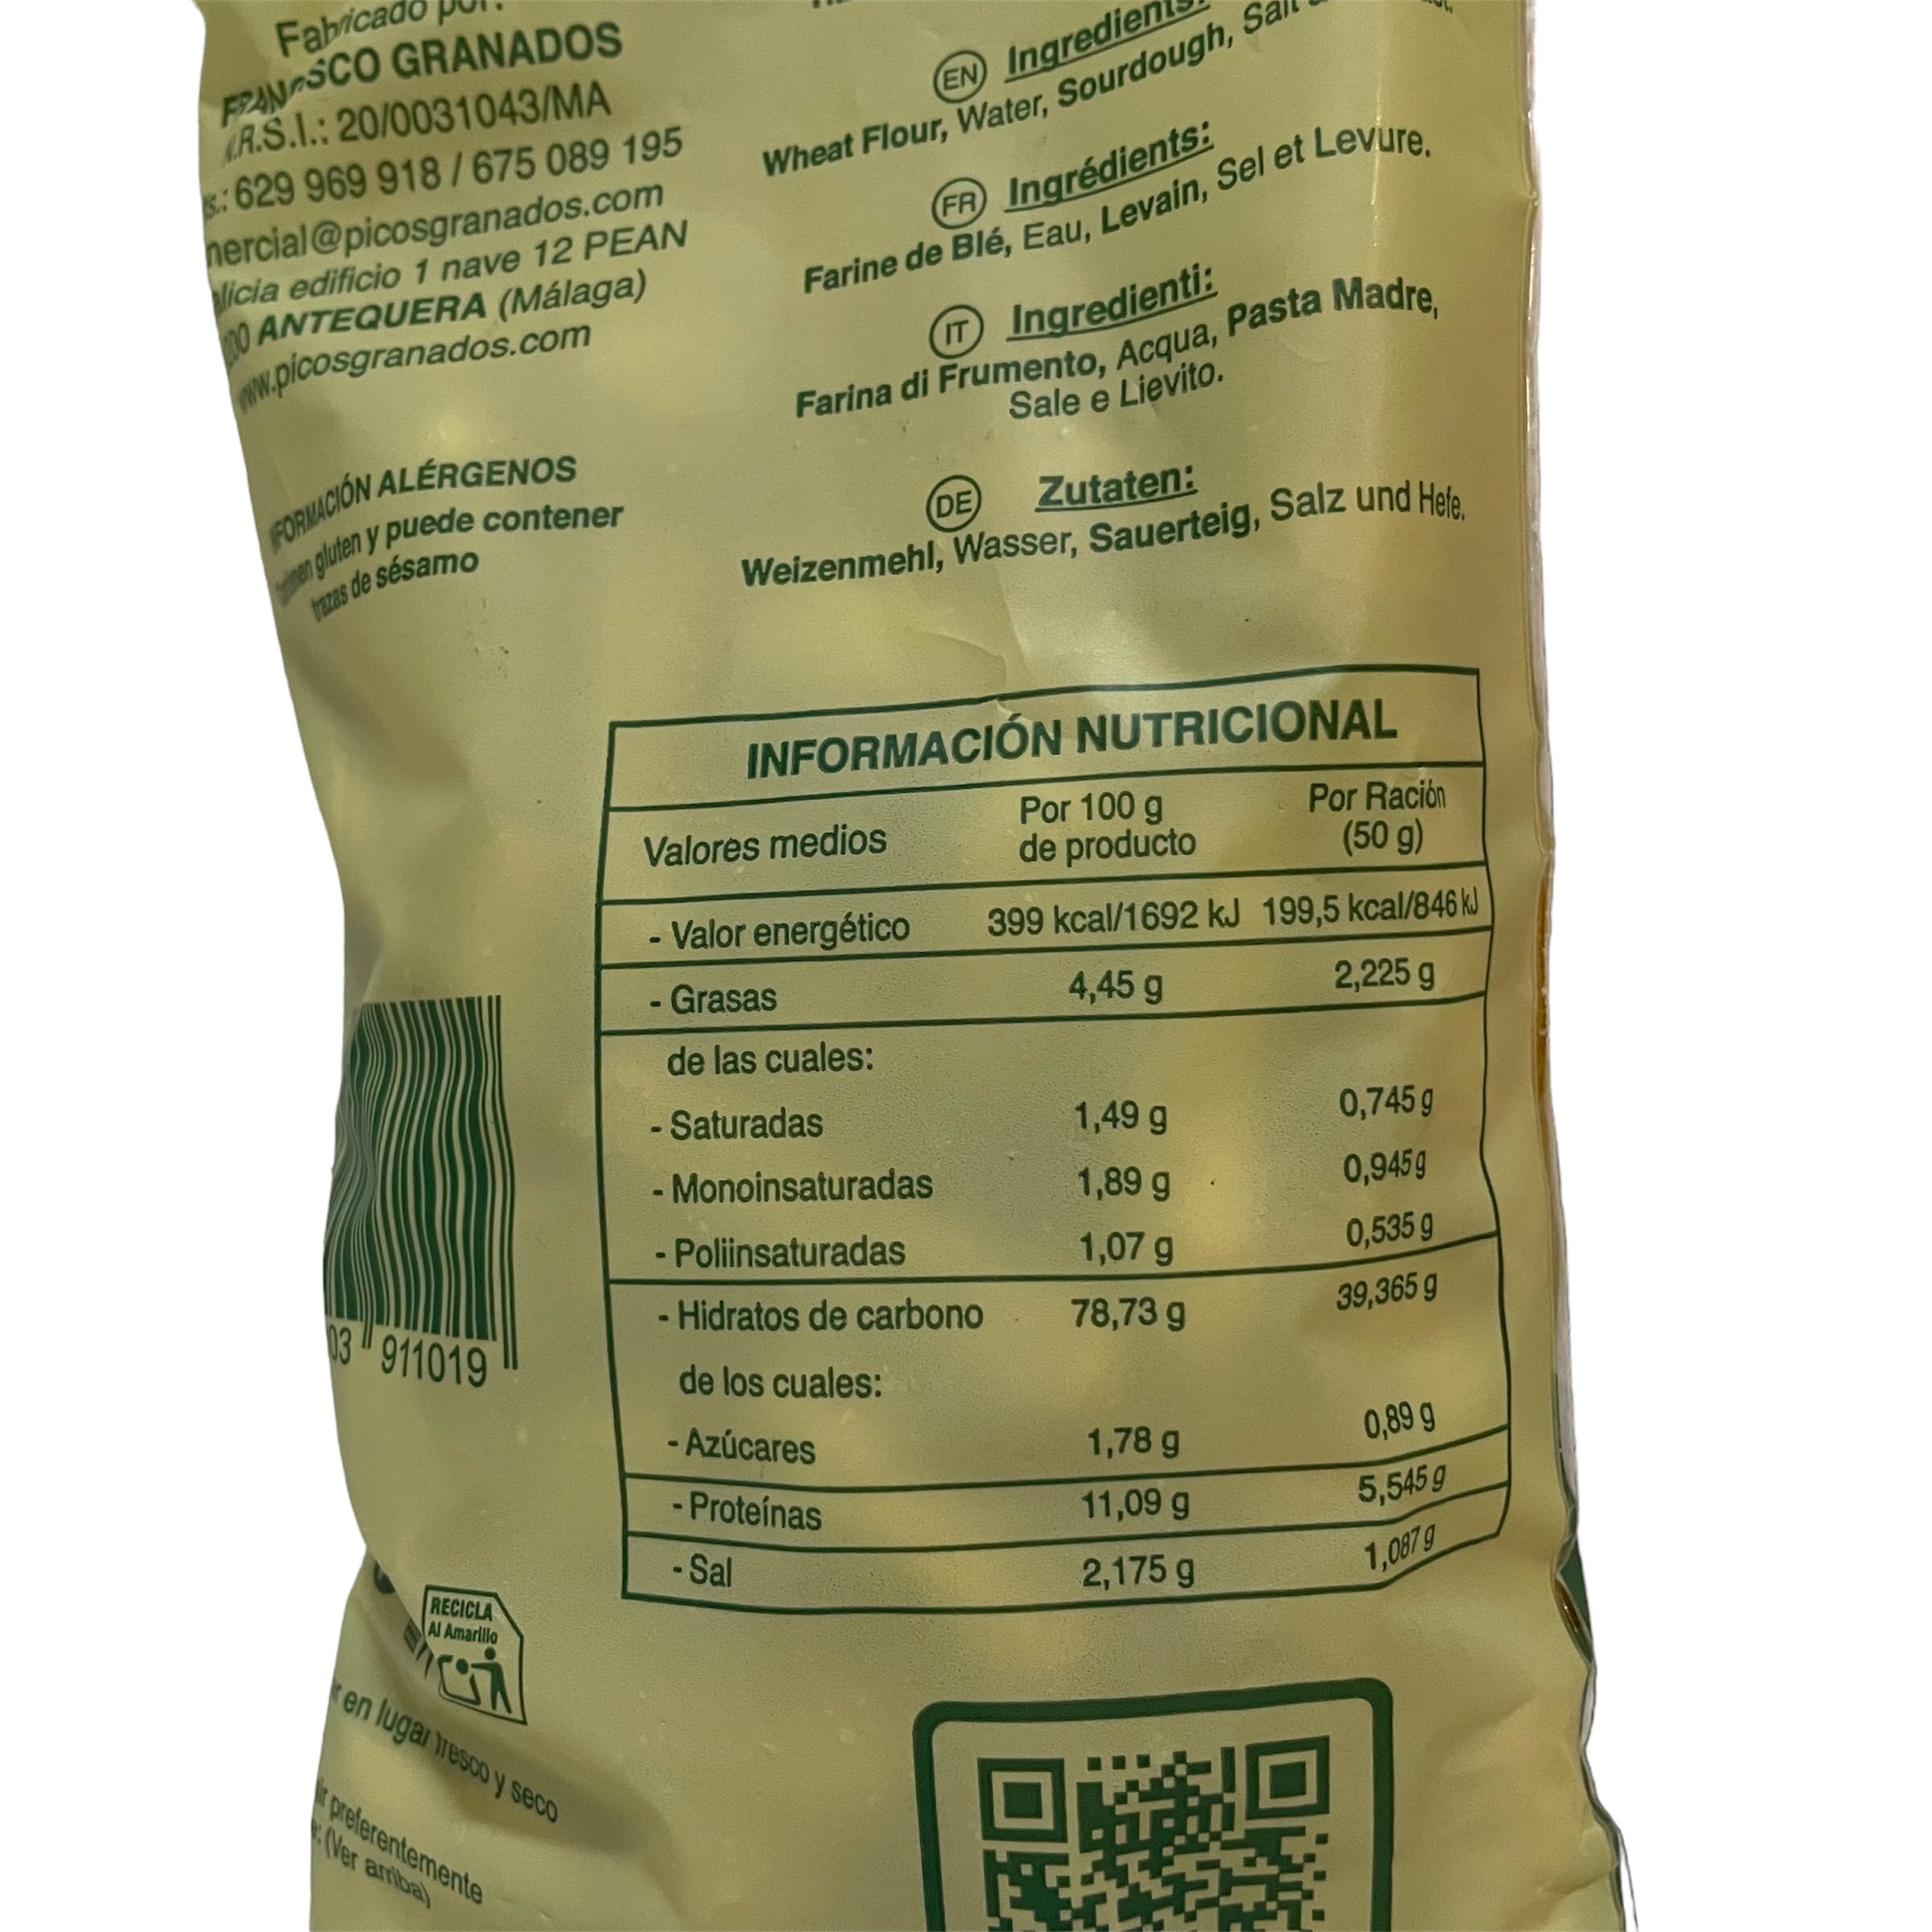 Fabricado por:
FRANCISCO GRANADOS
N.R.S.I.: 20/0031043/MA
629 969 918 / 675 089 195
@picosgranados.com
edificio 1 nave 12 PEAN
ANTEQUERA (Málaga)
www.picosgranados.com
INFORMACIÓN ALÉRGENOS
gluten y puede contener
trazas de sésamo
EN Ingredients:
Wheat Flour, Water, Sourdough, Salt
FR Ingrédients:
Farine de Blé, Eau, Levain, Sel et Levure.
IT Ingredienti:
Farina di Frumento, Acqua, Pasta Madre,
Sale e Lievito.
DE Zutaten:
Weizenmehl, Wasser, Sauerteig, Salz und Hefe.
INFORMACIÓN NUTRICIONAL
Valores medios Por 100 g de producto Por Ración (50 g)
- Valor energético 399 kcal/1692 kJ 199,5 kcal/846 kJ
- Grasas 4,45 g 2,225 g
de las cuales:
- Saturadas 1,49 g 0,745 g
- Monoinsaturadas 1,89 g 0,945 g
- Poliinsaturadas 1,07 g 0,535 g
- Hidratos de carbono 78,73 g 39,365 g
de los cuales:
- Azúcares 1,78 g 0,89 g
- Proteínas 11,09 g 5,545 g
- Sal 2,175 g 1,087 g
03 911019
RECICLA
Al Amarillo
en lugar fresco y seco
preferentemente
(Ver arriba)